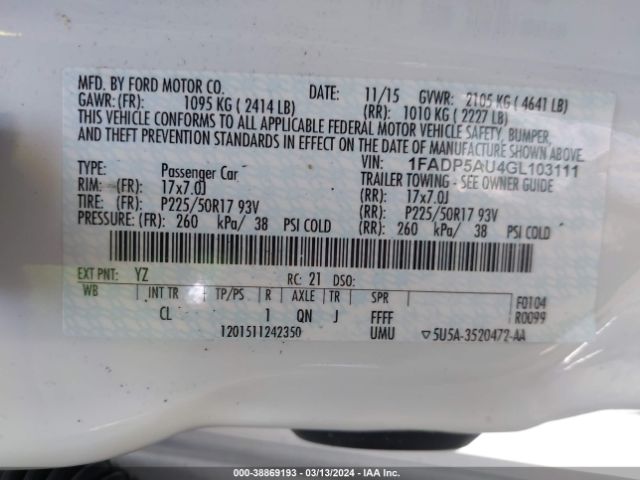 MFD. BY FORD MOTOR CO. DATE: 11/15 GVWR: 2105 KG ( 4641 LB)
GAWR: (FR): 1095 KG ( 2414 LB) (RR): 1010 KG ( 2227 LB)
THIS VEHICLE CONFORMS TO ALL APPLICABLE FEDERAL MOTOR VEHICLE SAFETY, BUMPER,
AND THEFT PREVENTION STANDARDS IN EFFECT ON THE DATE OF MANUFACTURE SHOWN ABOVE.
VIN: 1FADP5AU4GL103111
TYPE: Passenger Car TRAILER TOWING - SEE OWNER GUIDE
RIM: (FR): 17x7.0J (RR): 17x7.0J
TIRE: (FR): P225/50R17 93V (RR): P225/50R17 93V
PRESSURE: (FR): 260 kPa/ 38 PSI COLD (RR): 260 kPa/ 38 PSI COLD
EXT PNT: YZ RC: 21 DSO:
WB INT TR TP/PS R AXLE TR SPR F0104
CL 1 QN J FFFF R0099
1201511242350 UMU ▽5U5A-3520472-AA
000-38869193 - 03/13/2024 - IAA Inc.